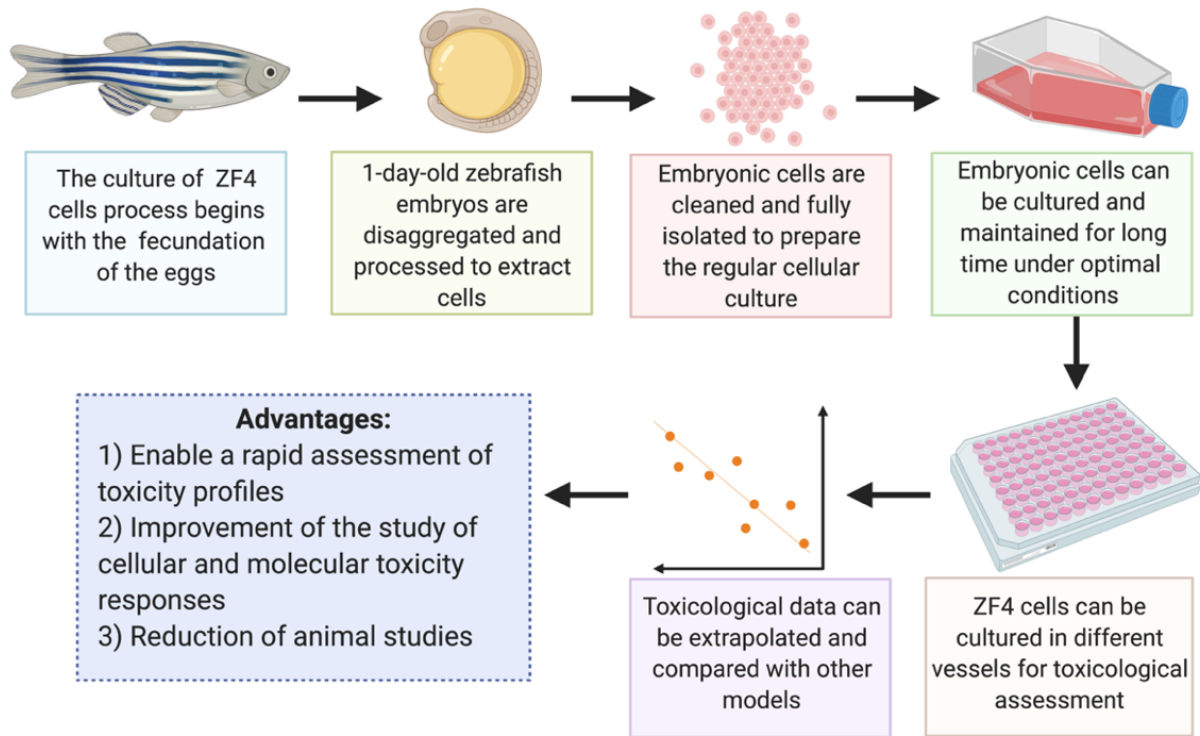 The culture of ZF4
cells process begins
with the fecundation
of the eggs
1-day-old zebrafish
embryos are
disaggregated and
processed to extract
cells
Embryonic cells are
cleaned and fully
isolated to prepare
the regular cellular
culture
Embryonic cells can
be cultured and
maintained for long
time under optimal
conditions
ZF4 cells can be
cultured in different
vessels for toxicological
assessment
Toxicological data can
be extrapolated and
compared with other
models
Advantages:
1) Enable a rapid assessment of
toxicity profiles
2) Improvement of the study of
cellular and molecular toxicity
responses
3) Reduction of animal studies